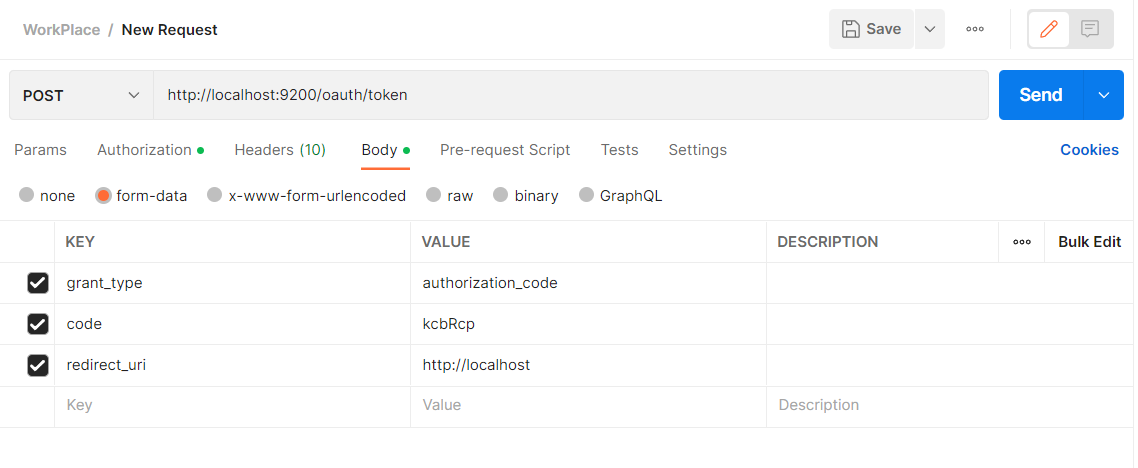 WorkPlace / New Request Save
POST http://localhost:9200/oauth/token Send
Params Authorization Headers (10) Body Pre-request Script Tests Settings Cookies
none form-data x-www-form-urlencoded raw binary GraphQL
KEY VALUE DESCRIPTION Bulk Edit
grant_type authorization_code
code kcbRcp
redirect_uri http://localhost
Key Value Description